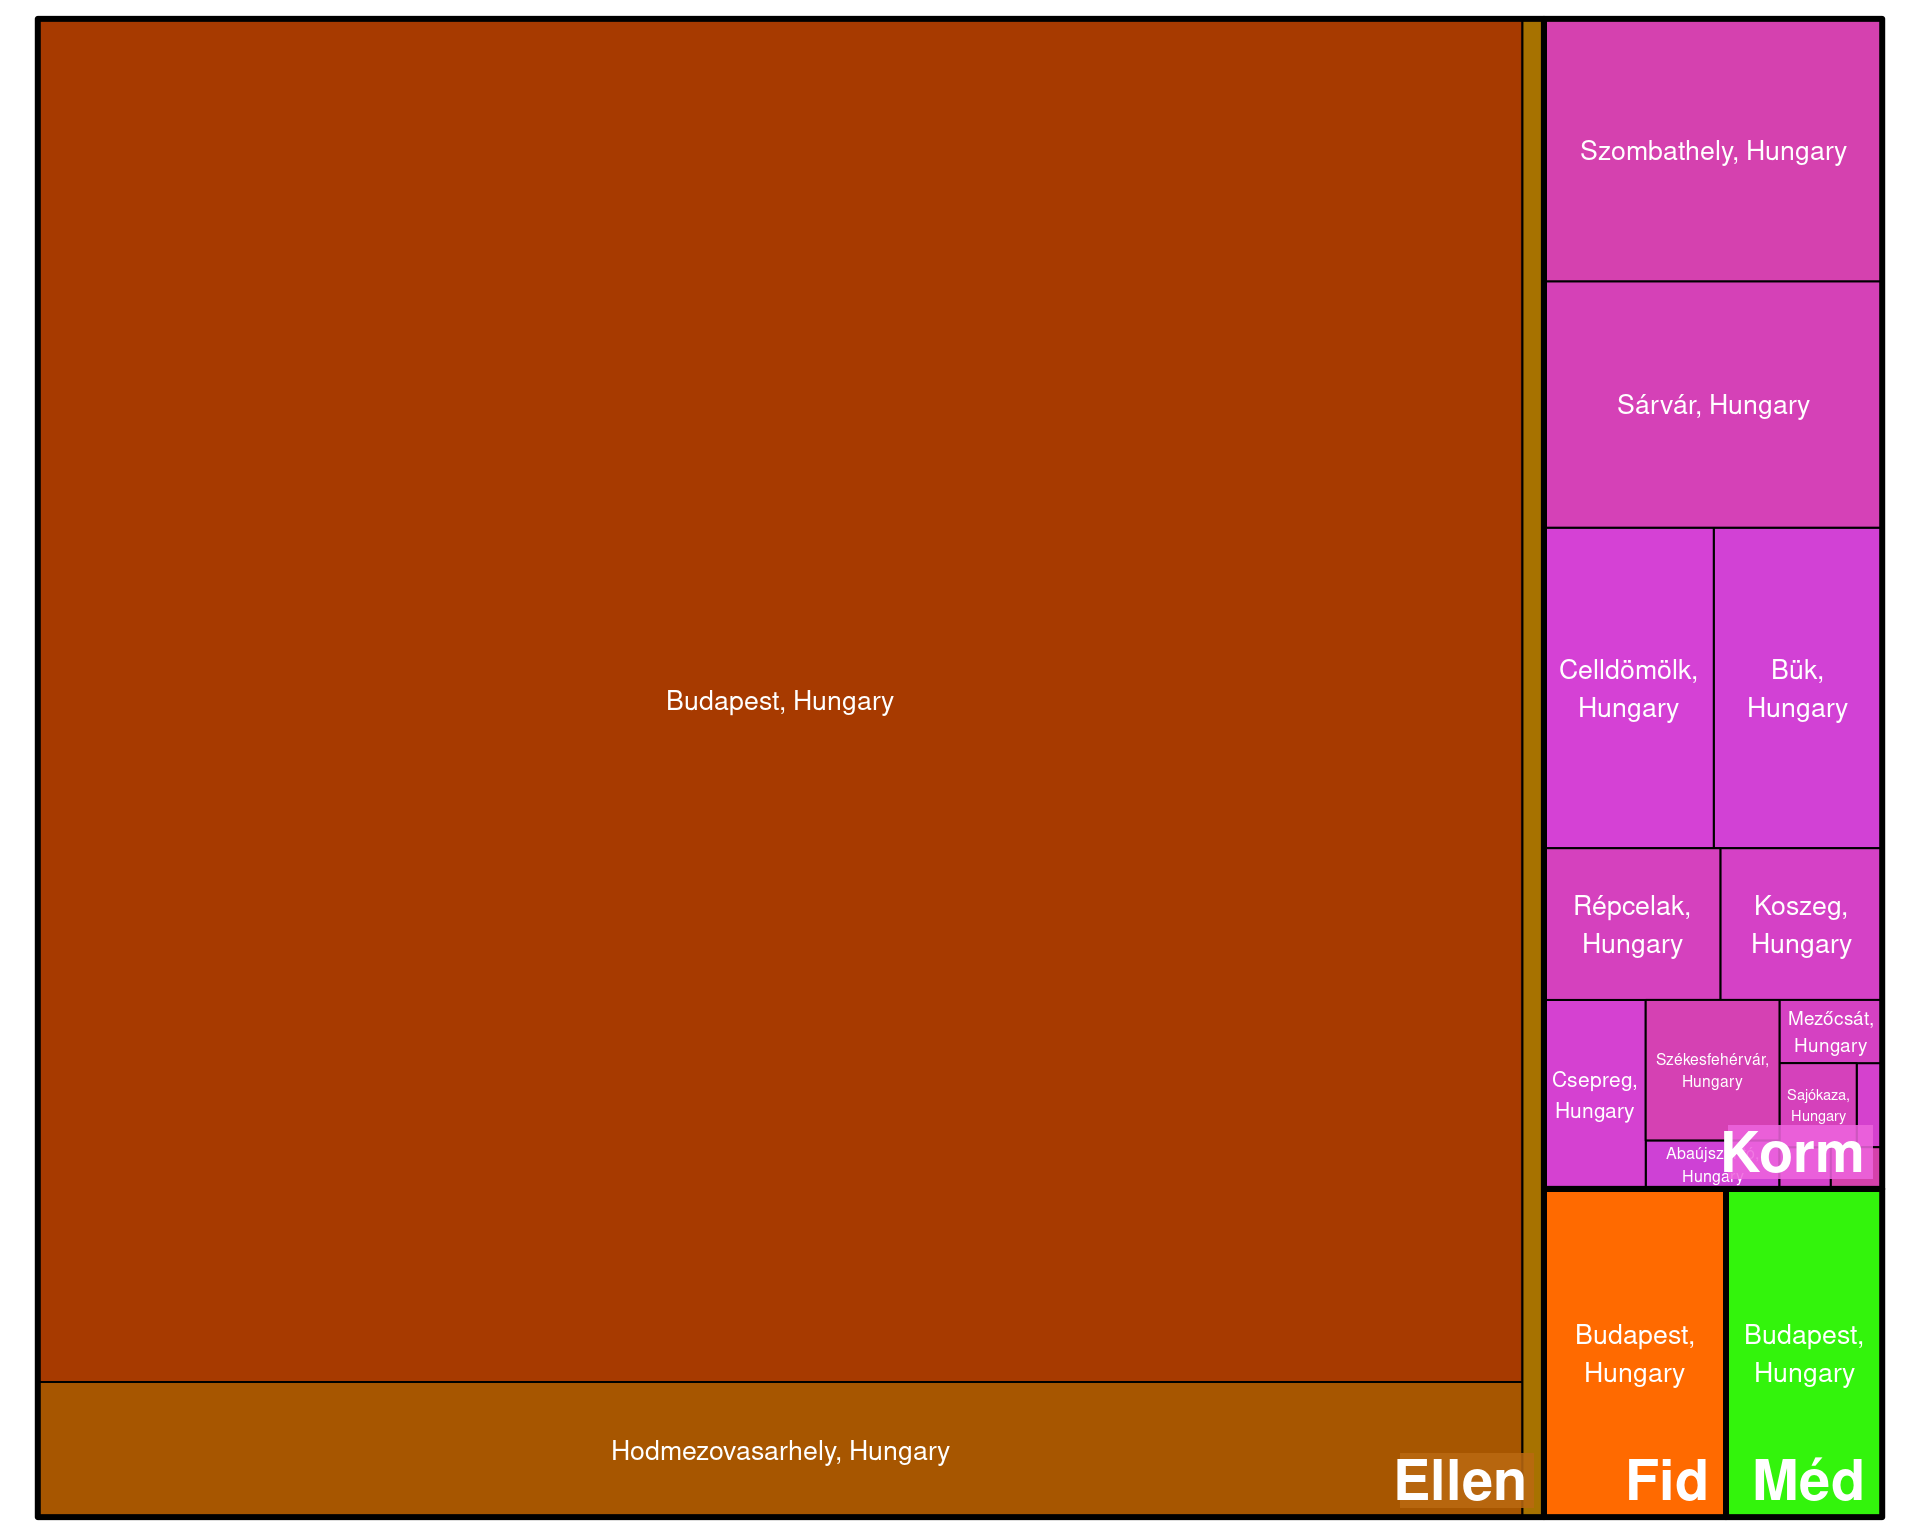 Budapest, Hungary
Hodmezovasarhely, Hungary
Ellen
Szombathely, Hungary
Sárvár, Hungary
Celldömölk,
Hungary
Bük,
Hungary
Répcelak,
Hungary
Koszeg,
Hungary
Csepreg,
Hungary
Székesfehérvár,
Hungary
Mezőcsát,
Hungary
Sajókaza,
Hungary
Hungary
Korm
Budapest,
Hungary
Fid
Budapest,
Hungary
Méd